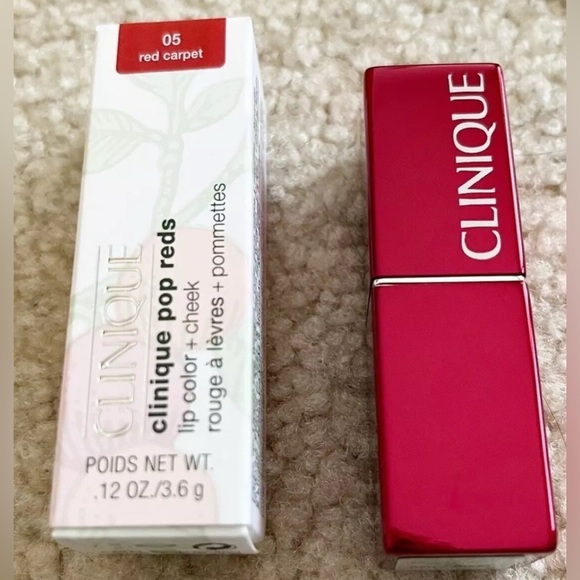 05
red carpet
CLINIQUE
clinique pop reds
lip color + cheek
rouge à lèvres + pommettes
POIDS NET WT.
.12 OZ./3.6 g
CLINIQUE